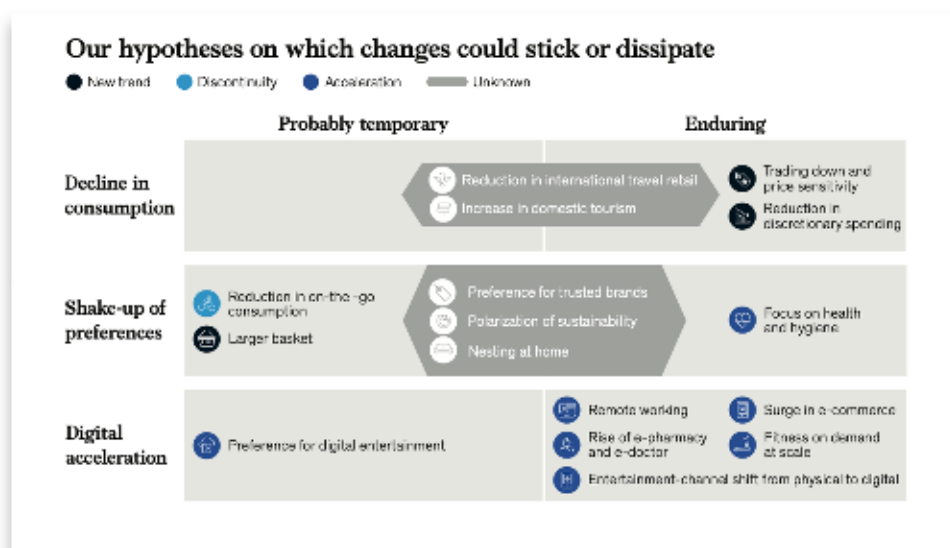 Our hypotheses on which changes could stick or dissipate
New trend Discontinuity Acceleration Unknown
Probably temporary Enduring
Decline in
consumption
Reduction in international travel retail
Increase in domestic tourism
Trading down and
price sensitivity
Reduction in
discretionary spending
Shake-up of
preferences
Reduction in on-the -go
consumption
Larger basket
Preference for trusted brands
Polarization of sustainability
Nesting at home
Focus on health
and hygiene
Digital
acceleration
Preference for digital entertainment
Remote working
Rise of e-pharmacy
and e-doctor
Surge in e-commerce
Fitness on demand
at scale
Entertainment-channel shift from physical to digital